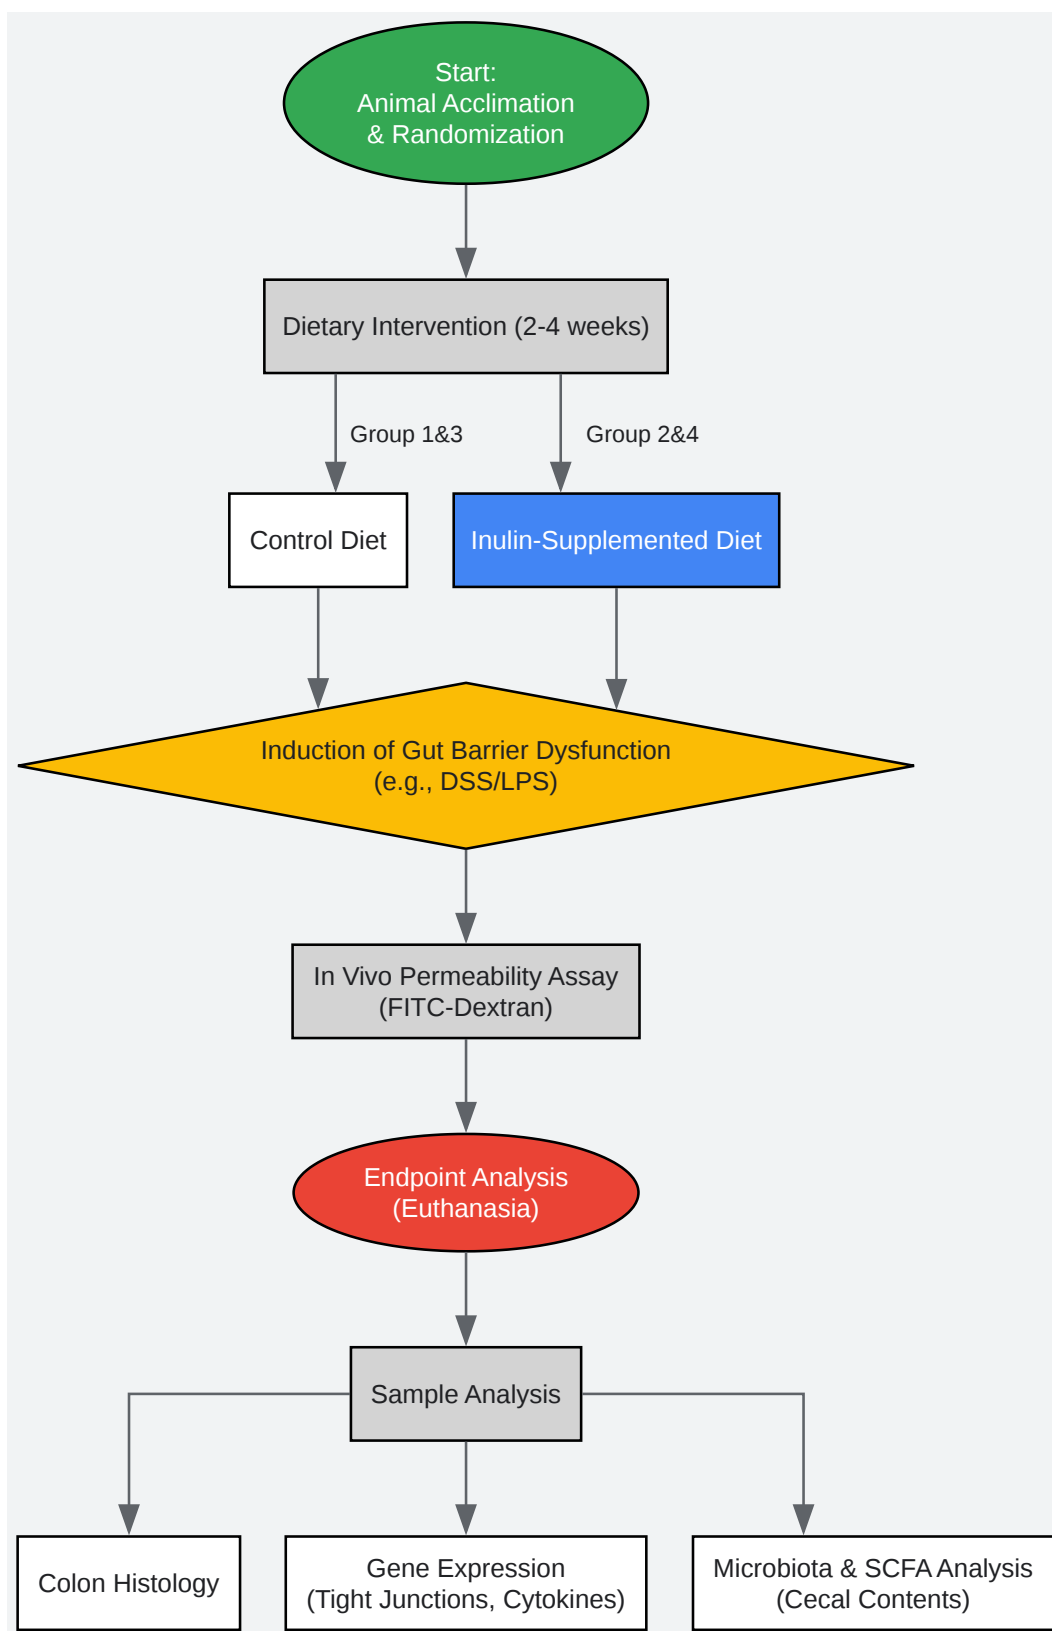 Start:
Animal Acclimation
& Randomization
Dietary Intervention (2-4 weeks)
Group 1&3
Group 2&4
Control Diet
Inulin-Supplemented Diet
Induction of Gut Barrier Dysfunction
(e.g., DSS/LPS)
In Vivo Permeability Assay
(FITC-Dextran)
Endpoint Analysis
(Euthanasia)
Sample Analysis
Colon Histology
Gene Expression
(Tight Junctions, Cytokines)
Microbiota & SCFA Analysis
(Cecal Contents)